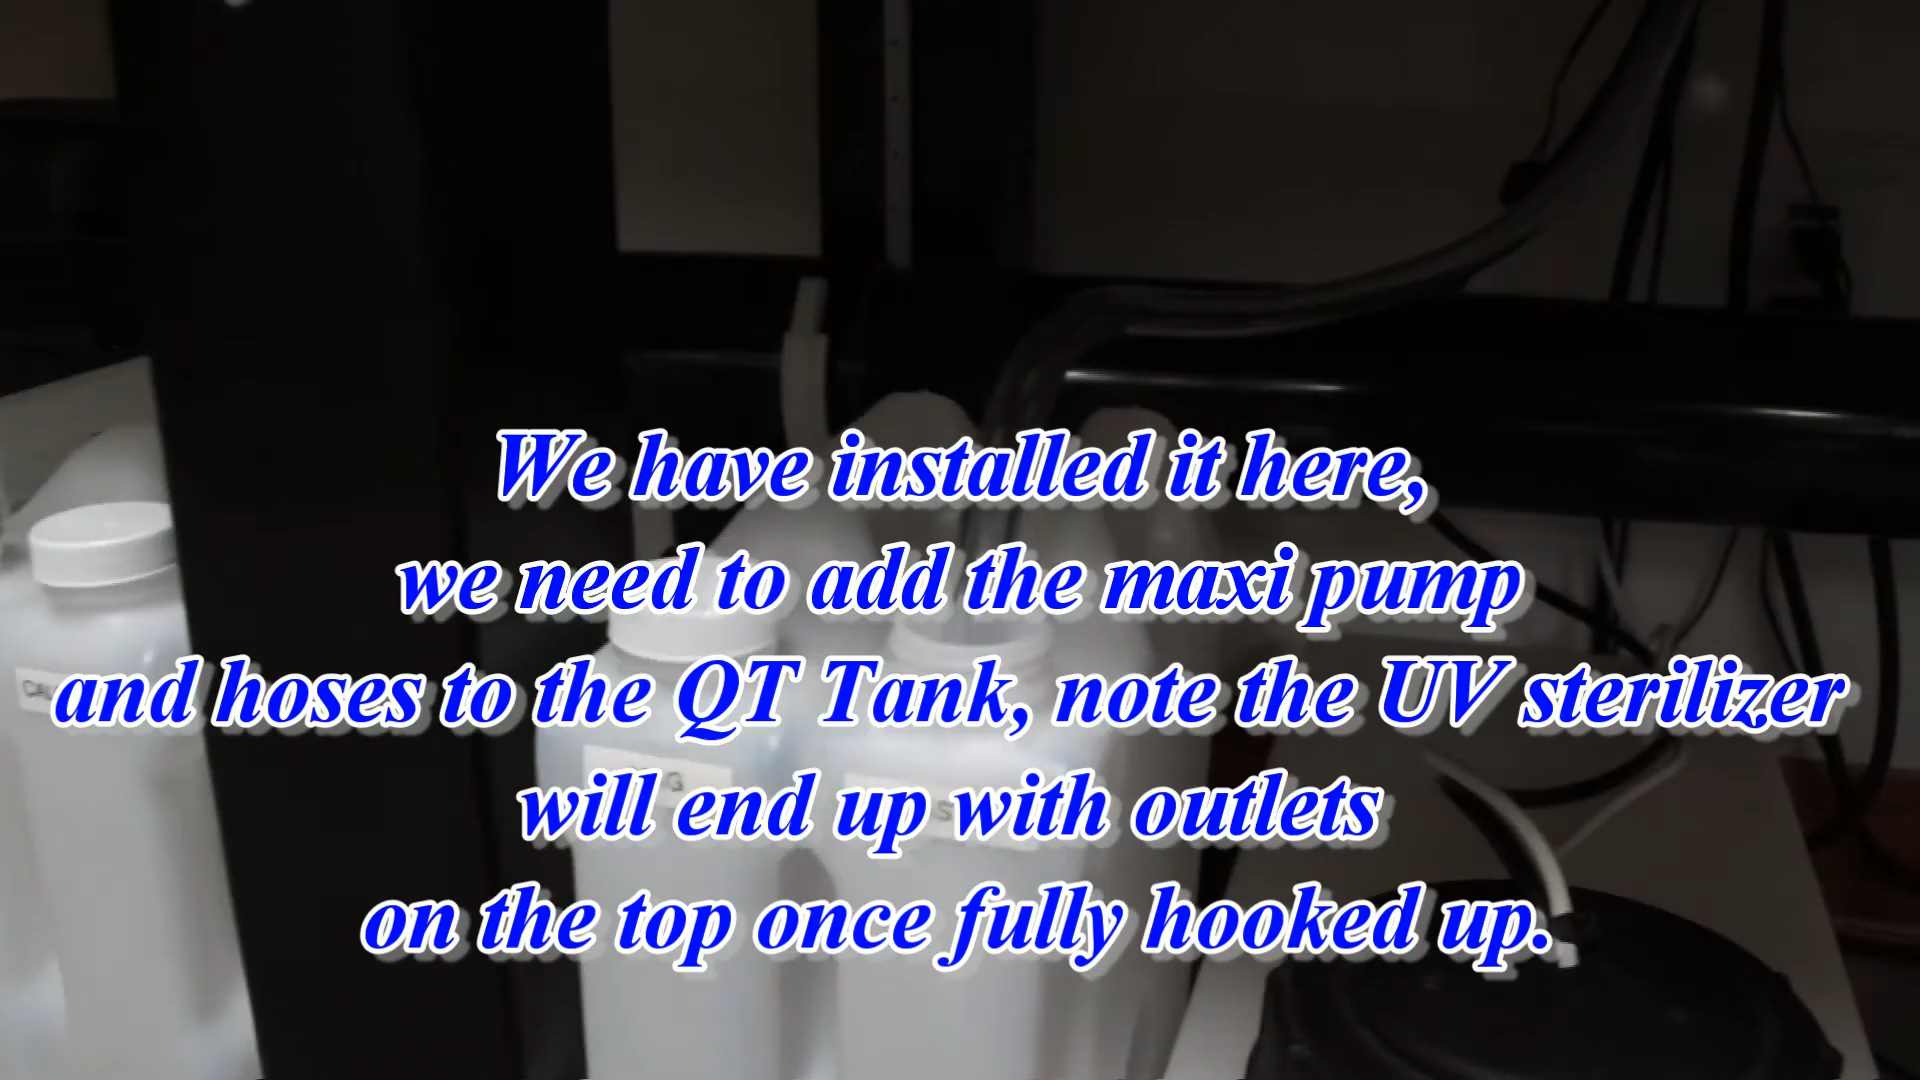 We have installed it here,
we need to add the maxi pump
and hoses to the QT Tank, note the UV sterilizer
will end up with outlets
on the top once fully hooked up.